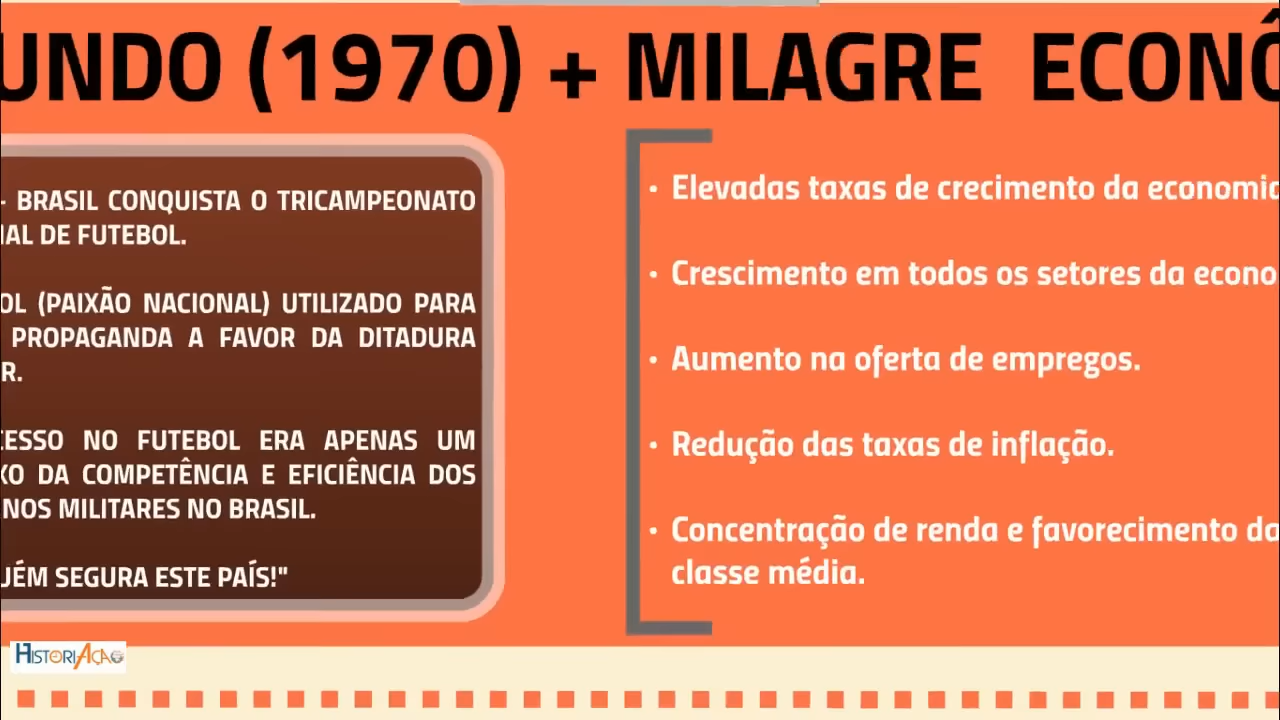 UNDO (1970) + MILAGRE ECONÔ
- BRASIL CONQUISTA O TRICAMPEONATO
IAL DE FUTEBOL.
OL (PAIXÃO NACIONAL) UTILIZADO PARA
PROPAGANDA A FAVOR DA DITADURA
R.
CESSO NO FUTEBOL ERA APENAS UM
XO DA COMPETÊNCIA E EFICIÊNCIA DOS
NOS MILITARES NO BRASIL.
UÉM SEGURA ESTE PAÍS!"
• Elevadas taxas de crecimento da economia
• Crescimento em todos os setores da econo
• Aumento na oferta de empregos.
• Redução das taxas de inflação.
• Concentração de renda e favorecimento da
classe média.
HISTORIAÇÃO